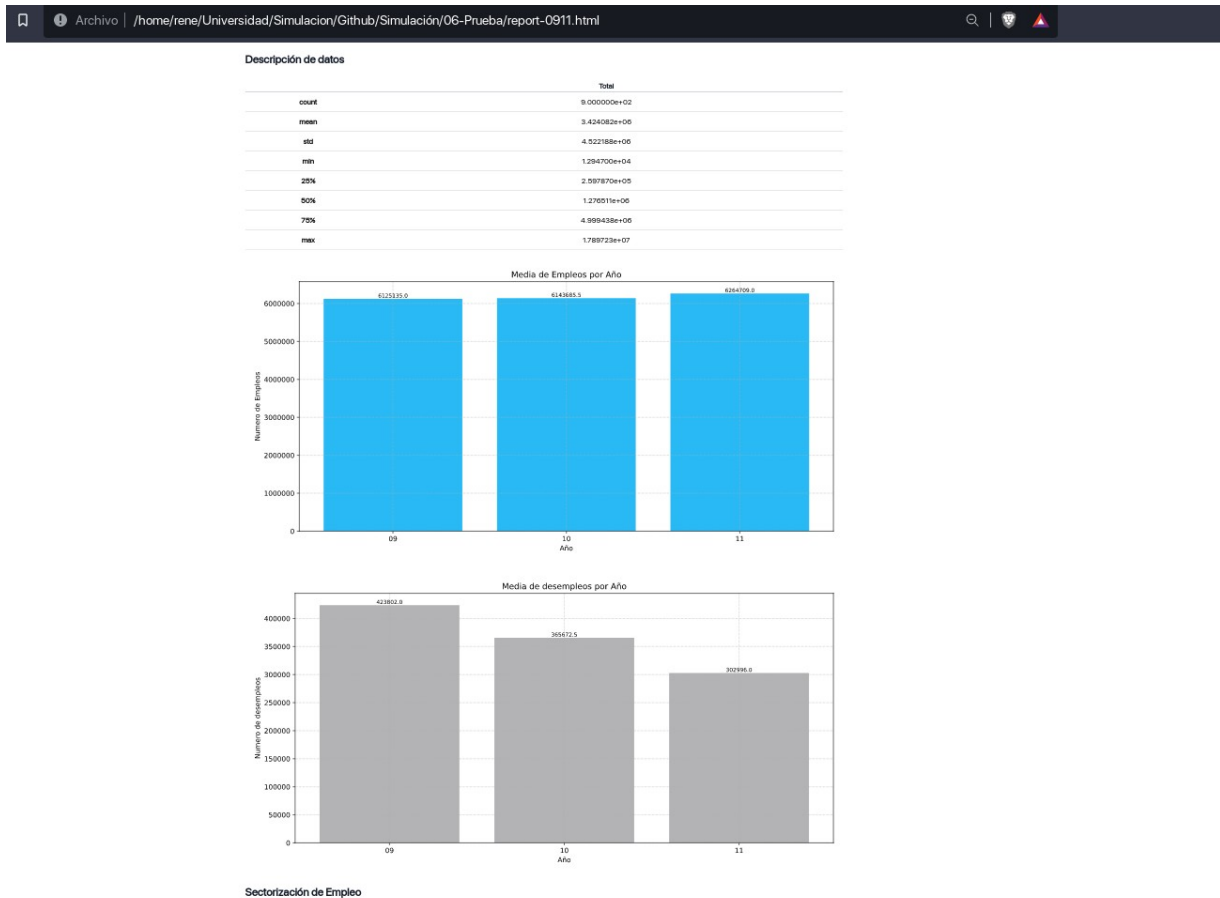 Archivo | /home/rene/Universidad/Simulacion/Github/Simulación/06-Prueba/report-0911.html
Descripción de datos
Total
count 9.000000e+02
mean 3.424082e+06
std 4.522188e+06
min 1.294700e+04
25% 2.597870e+05
50% 1.276511e+06
75% 4.999438e+06
max 1.789723e+07
Media de Empleos por Año
6125135.0 6143685.5 6264709.0
6000000
5000000
4000000
3000000
2000000
1000000
0
Numero de Empleos
09 10 11
Año
Media de desempleos por Año
423802.0 365672.5 302996.0
400000
350000
300000
250000
200000
150000
100000
50000
0
Numero de desempleos
09 10 11
Año
Sectorización de Empleo